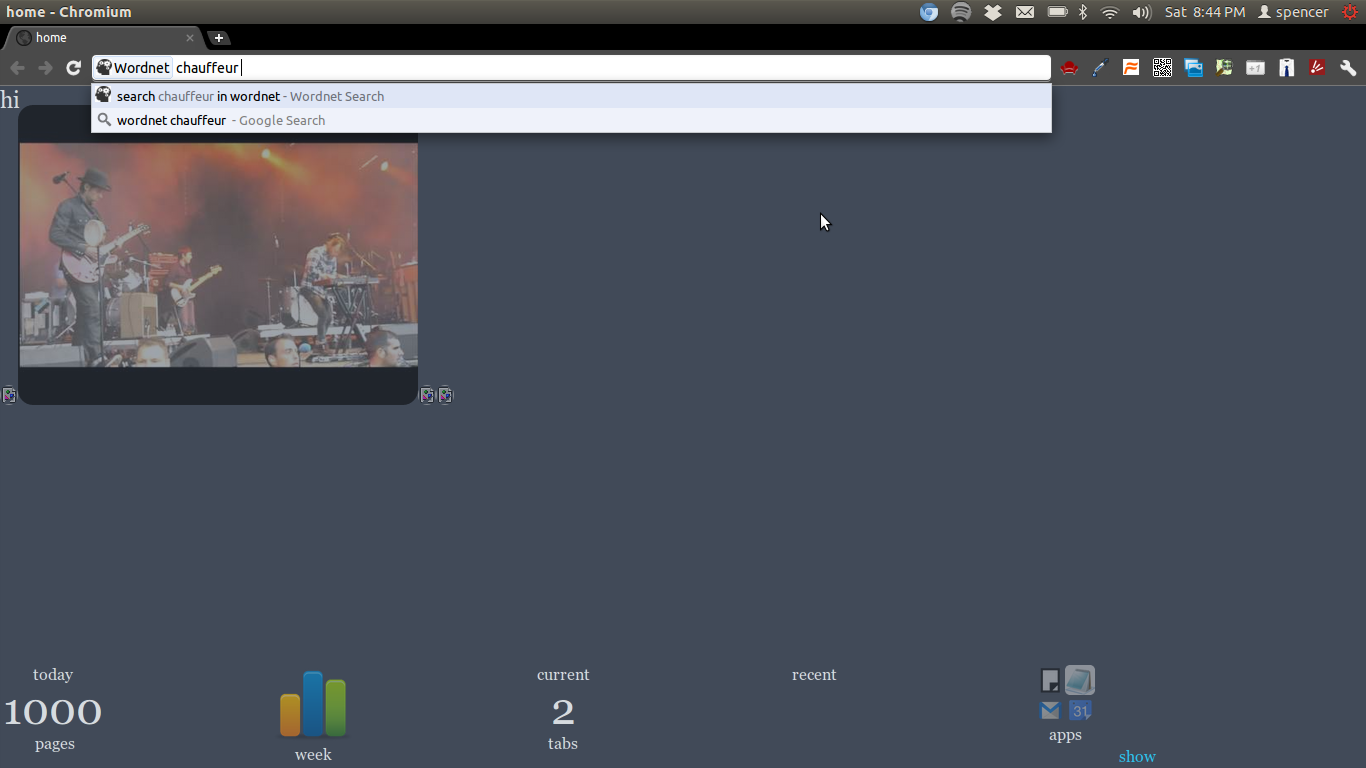 home - Chromium
Sat 8:44 PM spencer
home
Wordnet chauffeur
+1
search chauffeur in wordnet - Wordnet Search
hi
wordnet chauffeur - Google Search
today
1000
pages
week
current
2
tabs
recent
31
apps
show